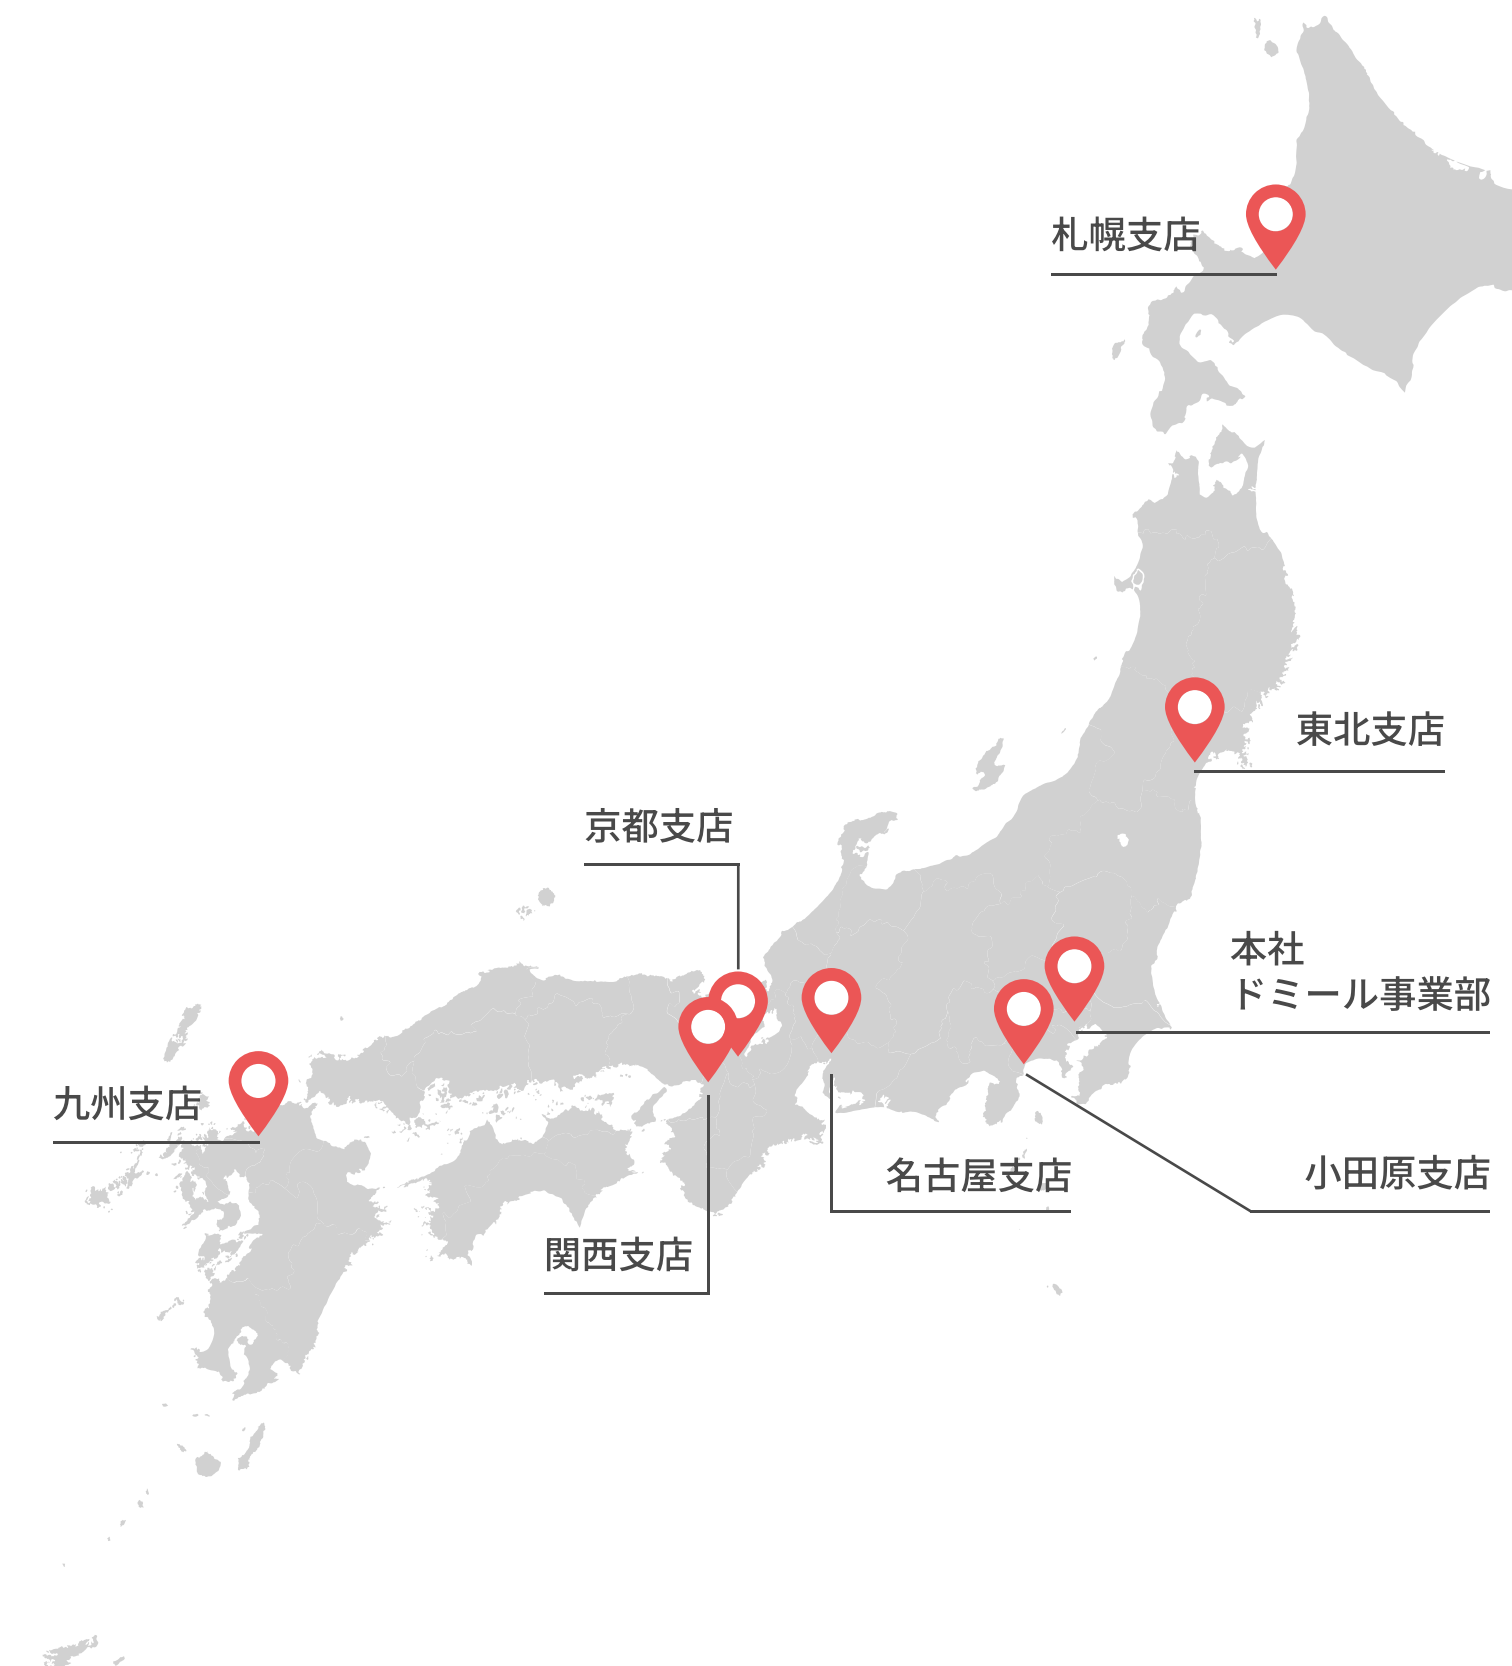 札幌支店
東北支店
京都支店
本社
ドミール事業部
九州支店
名古屋支店
小田原支店
関西支店